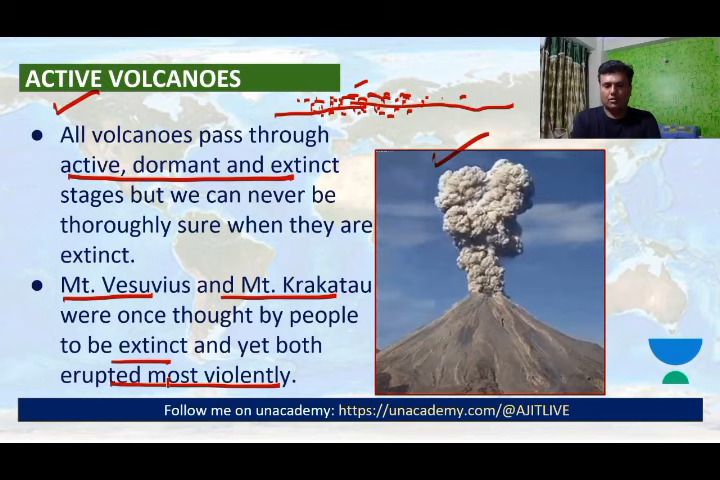 ACTIVE VOLCANOES
● All volcanoes pass through
active, dormant and extinct
stages but we can never be
thoroughly sure when they are
extinct.
● Mt. Vesuvius and Mt. Krakatau
were once thought by people
to be extinct and yet both
erupted most violently.
Follow me on unacademy: https://unacademy.com/@AJITLIVE